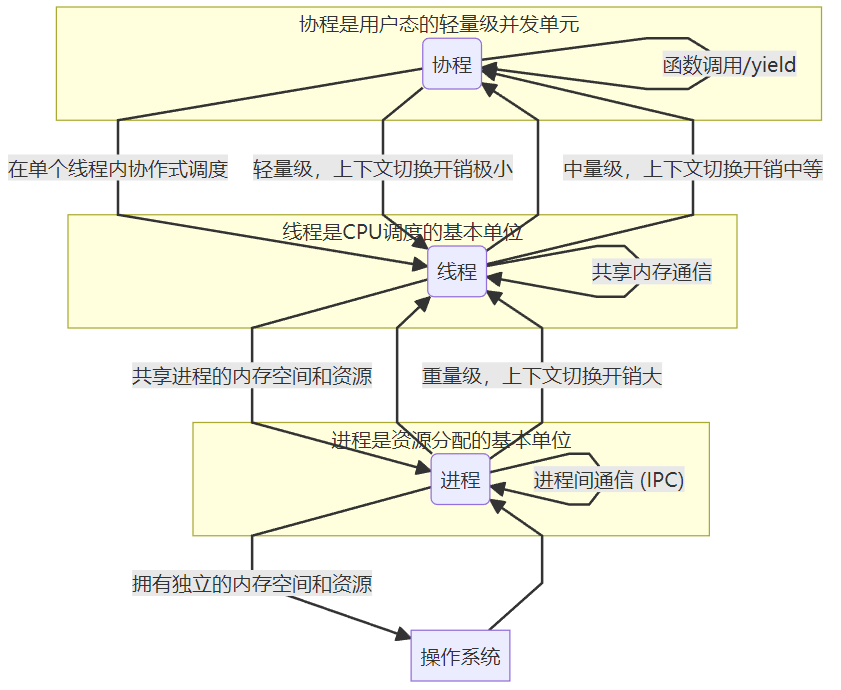 协程是用户态的轻量级并发单元
协程
函数调用/yield
在单个线程内协作式调度
轻量级，上下文切换开销极小
中量级，上下文切换开销中等
线程是CPU调度的基本单位
线程
共享内存通信
共享进程的内存空间和资源
重量级，上下文切换开销大
进程是资源分配的基本单位
进程
进程间通信 (IPC)
拥有独立的内存空间和资源
操作系统